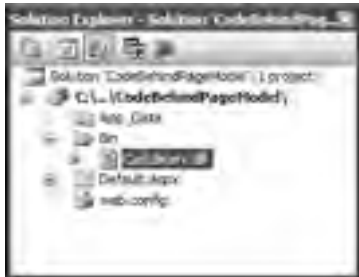 Solution Explorer - Solution 'CodeBehindPag...
Solution 'CodeBehindPageModel' (1 project)
C:\...\CodeBehindPageModel\
App_Data
Bin
Default.aspx
web.config